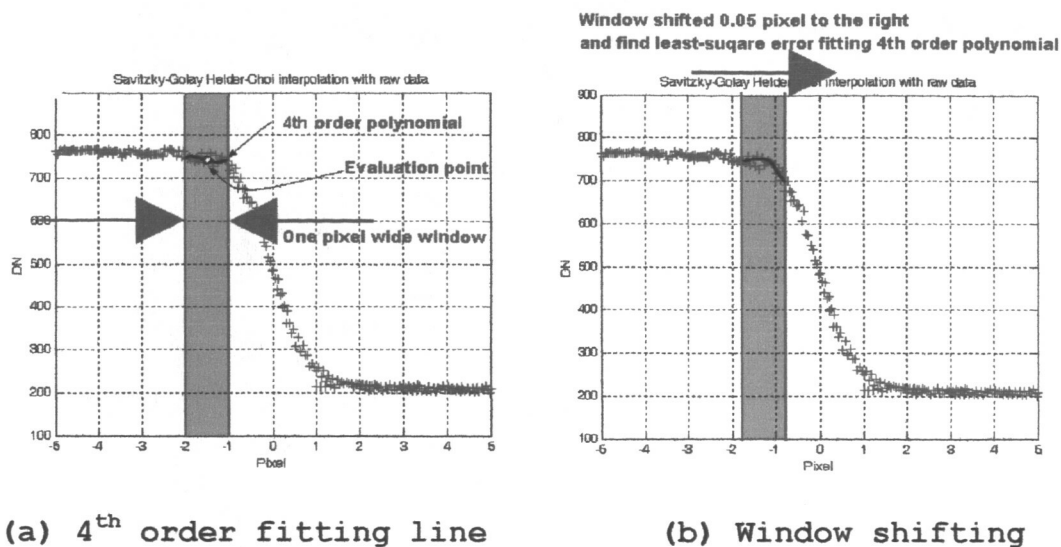 Window shifted 0.05 pixel to the right
and find least-suqare error fitting 4th order polynomial
Savitzky-Golay Helder-Choi interpolation with raw data
4th order polynomial
Evaluation point
One pixel wide window
DN
800
700
600
500
400
300
200
100
-5 -4 -3 -2 -1 0 1 2 3 4 5
Pixel
(a) 4th order fitting line
Savitzky-Golay Helde oi interpolation with raw data
DN
900
800
700
600
500
400
300
200
100
-5 -4 -3 -2 -1 0 1 2 3 4 5
Pixel
(b) Window shifting